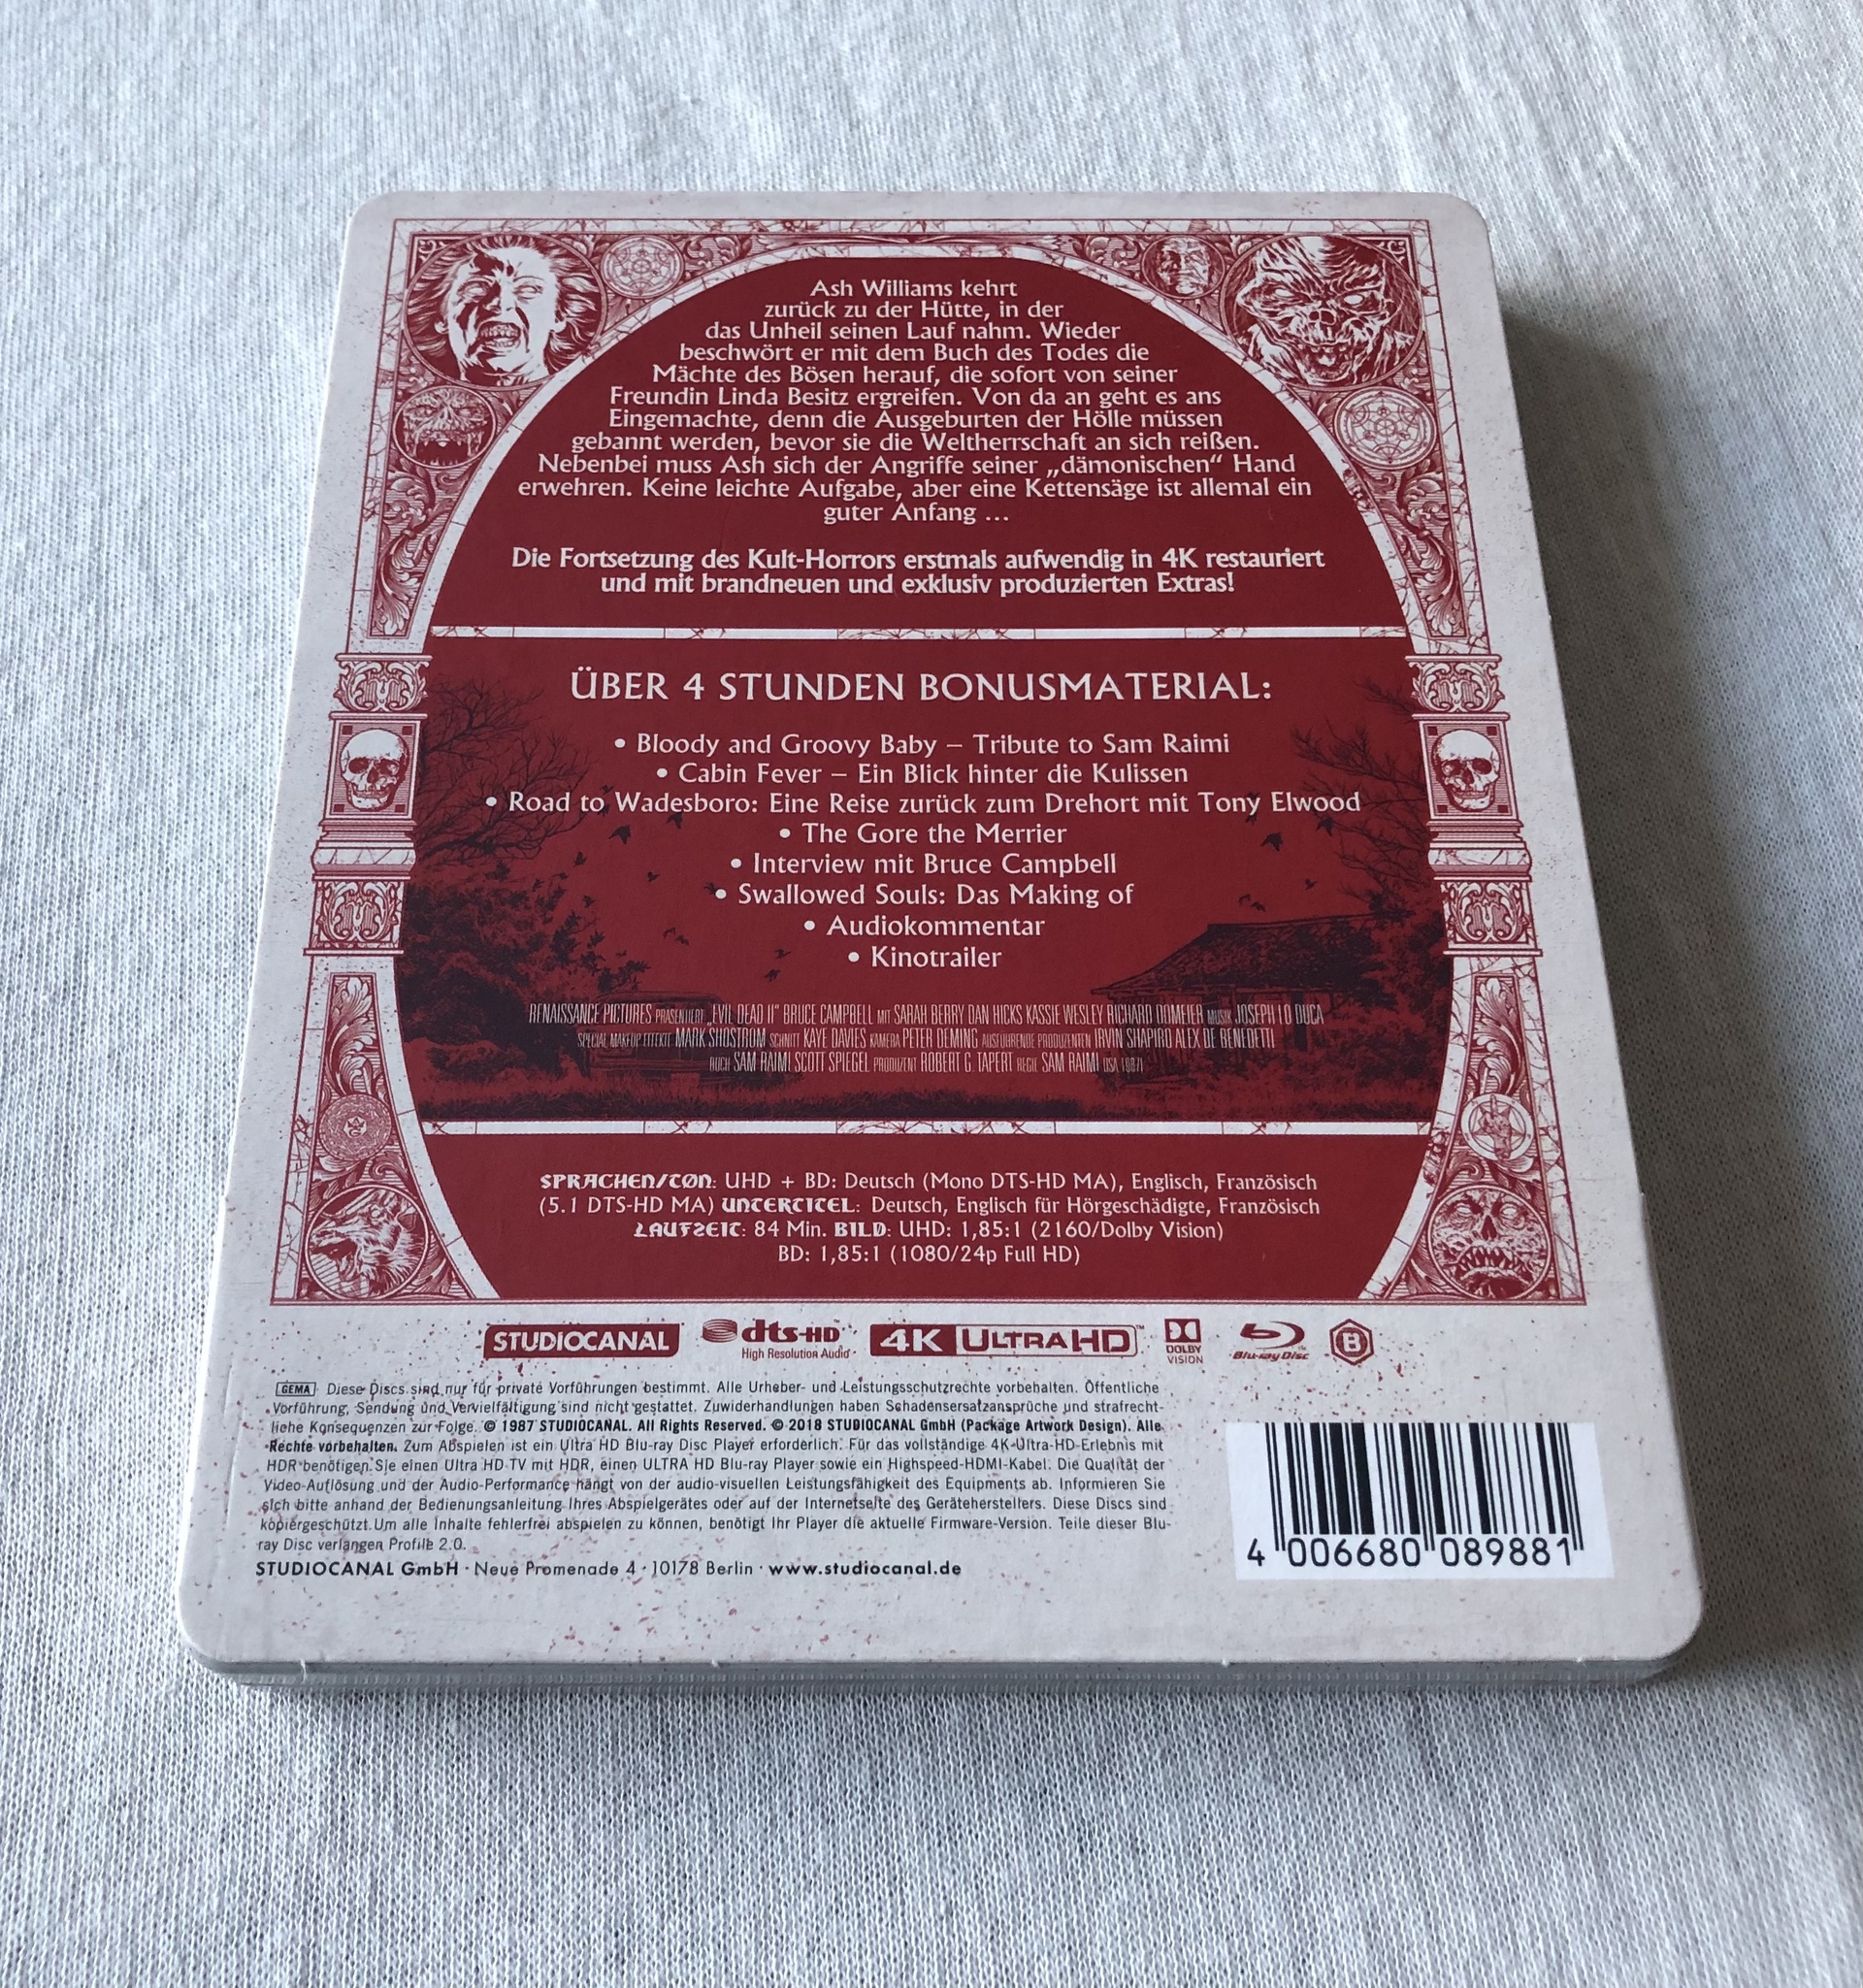 Ash Williams kehrt
zurück zu der Hütte, in der
das Unheil seinen Lauf nahm. Wieder
beschwört er mit dem Buch des Todes die
Mächte des Bösen herauf, die sofort von seiner
Freundin Linda Besitz ergreifen. Von da an geht es ans
Eingemachte, denn die Ausgeburten der Hölle müssen
gebannt werden, bevor sie die Weltherrschaft an sich reißen.
Nebenbei muss Ash sich der Angriffe seiner „dämonischen“ Hand
erwehren. Keine leichte Aufgabe, aber eine Kettensäge ist allemal ein
guter Anfang ...
Die Fortsetzung des Kult-Horrors erstmals aufwendig in 4K restauriert
und mit brandneuen und exklusiv produzierten Extras!
ÜBER 4 STUNDEN BONUSMATERIAL:
• Bloody and Groovy Baby – Tribute to Sam Raimi
• Cabin Fever – Ein Blick hinter die Kulissen
• Road to Wadesboro: Eine Reise zurück zum Drehort mit Tony Elwood
• The Gore the Merrier
• Interview mit Bruce Campbell
• Swallowed Souls: Das Making of
• Audiokommentar
• Kinotrailer
RENAISSANCE PICTURES PRÄSENTIERT „EVIL DEAD II“ BRUCE CAMPBELL MIT SARAH BERRY DAN HICKS KASSIE WESLEY RICHARD DOMEIER MUSIK JOSEPH LO DUCA
SPECIAL MAKEUP EFFEKTE MARK SHOSTROM SCHNITT KAYE DAVIES KAMERA PETER DEMING AUSFÜHRENDE PRODUZENTEN IRVIN SHAPIRO ALEX DE BENEDETTI
BUCH SAM RAIMI SCOTT SPIEGEL PRODUZENT ROBERT G. TAPERT REGIE SAM RAIMI USA 1987
SPRACHEN/TON: UHD + BD: Deutsch (Mono DTS-HD MA), Englisch, Französisch
(5.1 DTS-HD MA) UNTERTITEL: Deutsch, Englisch für Hörgeschädigte, Französisch
LAUFZEIT: 84 Min. BILD: UHD: 1,85:1 (2160/Dolby Vision)
BD: 1,85:1 (1080/24p Full HD)
STUDIOCANAL dts-HD High Resolution Audio 4K ULTRA HD DOLBY VISION Blu-ray Disc B
GEMA Diese Discs sind nur für private Vorführungen bestimmt. Alle Urheber- und Leistungsschutzrechte vorbehalten. Öffentliche
Vorführung, Sendung und Vervielfältigung sind nicht gestattet. Zuwiderhandlungen haben Schadensersatzansprüche und strafrecht-
liche Konsequenzen zur Folge. © 1987 STUDIOCANAL. All Rights Reserved. © 2018 STUDIOCANAL GmbH (Package Artwork Design). Alle
Rechte vorbehalten. Zum Abspielen ist ein Ultra HD Blu-ray Disc Player erforderlich. Für das vollständige 4K-Ultra-HD-Erlebnis mit
HDR benötigen Sie einen Ultra HD TV mit HDR, einen ULTRA HD Blu-ray Player sowie ein Highspeed-HDMI-Kabel. Die Qualität der
Video-Auflösung und der Audio-Performance hängt von der audio-visuellen Leistungsfähigkeit des Equipments ab. Informieren Sie
sich bitte anhand der Bedienungsanleitung Ihres Abspielgerätes oder auf der Internetseite des Geräteherstellers. Diese Discs sind
kopiergeschützt. Um alle Inhalte fehlerfrei abspielen zu können, benötigt Ihr Player die aktuelle Firmware-Version. Teile dieser Blu-
ray Disc verlangen Profile 2.0.
STUDIOCANAL GmbH · Neue Promenade 4 · 10178 Berlin · www.studiocanal.de
4 006680 089881